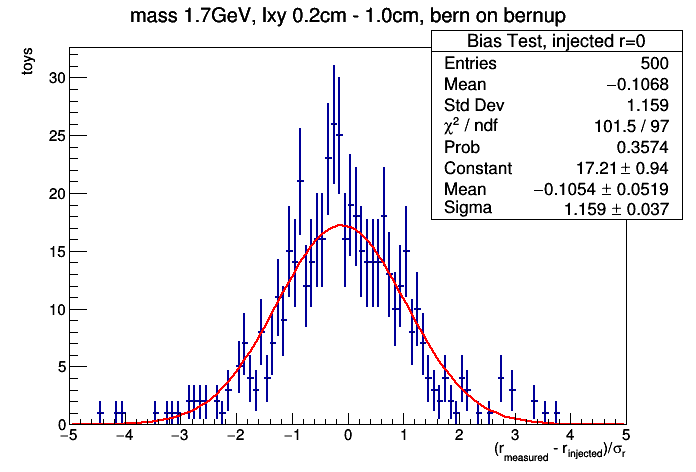 mass 1.7GeV, lxy 0.2cm - 1.0cm, bern on bernup
Bias Test, injected r=0
Entries 500
Mean −0.1068
Std Dev 1.159
χ² / ndf 101.5 / 97
Prob 0.3574
Constant 17.21 ± 0.94
Mean −0.1054 ± 0.0519
Sigma 1.159 ± 0.037
toys
30
25
20
15
10
5
0
−5 −4 −3 −2 −1 0 1 2 3 4 5
(r_measured - r_injected)/σ_r